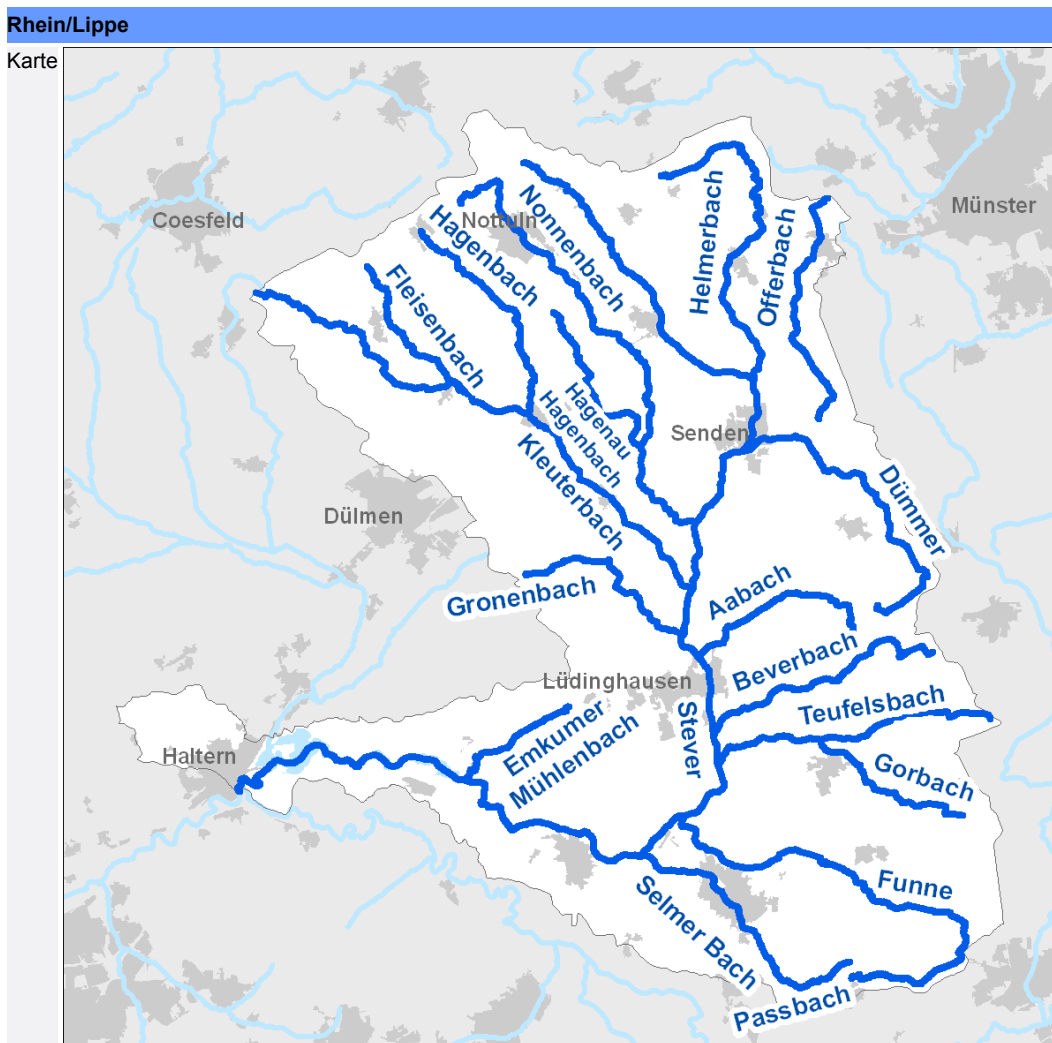 Rhein/Lippe
Karte
Coesfeld
Nottuln
Münster
Hagenbach
Nonnenbach
Helmerbach
Offerbach
Fleisenbach
Hagenau
Hagenbach
Senden
Kleuterbach
Dülmen
Dümmer
Gronenbach
Aabach
Beverbach
Lüdinghausen
Teufelsbach
Stever
Emkumer
Mühlenbach
Haltern
Gorbach
Funne
Selmer Bach
Passbach